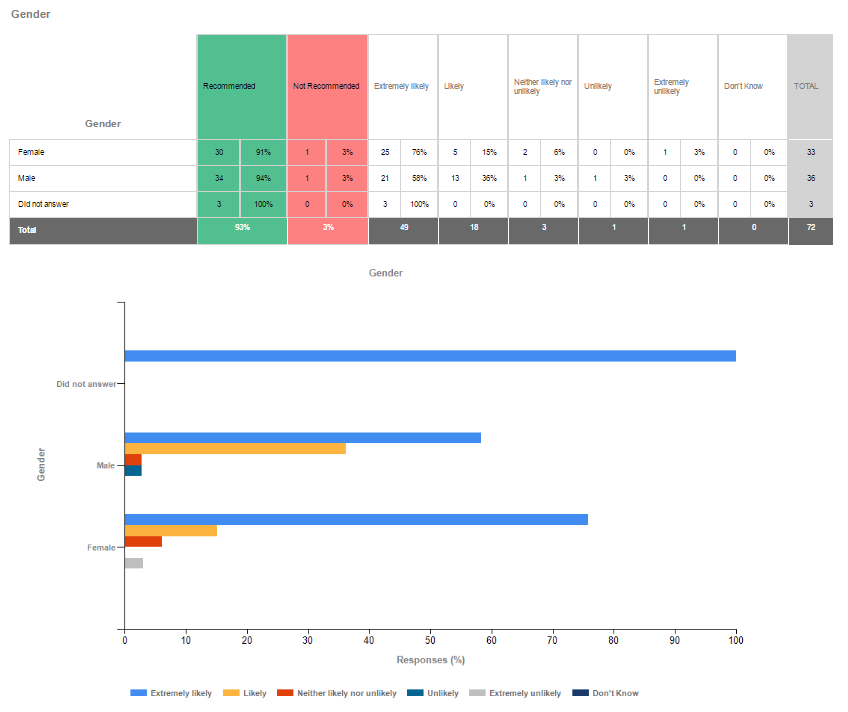 Gender
Gender
Recommended
Not Recommended
Extremely likely
Likely
Neither likely nor
unlikely
Unlikely
Extremely
unlikely
Don't Know
TOTAL
Female 30 91% 1 3% 25 76% 5 15% 2 6% 0 0% 1 3% 0 0% 33
Male 34 94% 1 3% 21 58% 13 36% 1 3% 1 3% 0 0% 0 0% 36
Did not answer 3 100% 0 0% 3 100% 0 0% 0 0% 0 0% 0 0% 0 0% 3
Total 93% 3% 49 18 3 1 1 0 72
Gender
Did not answer
Male
Female
Gender
0 10 20 30 40 50 60 70 80 90 100
Responses (%)
Extremely likely Likely Neither likely nor unlikely Unlikely Extremely unlikely Don't Know